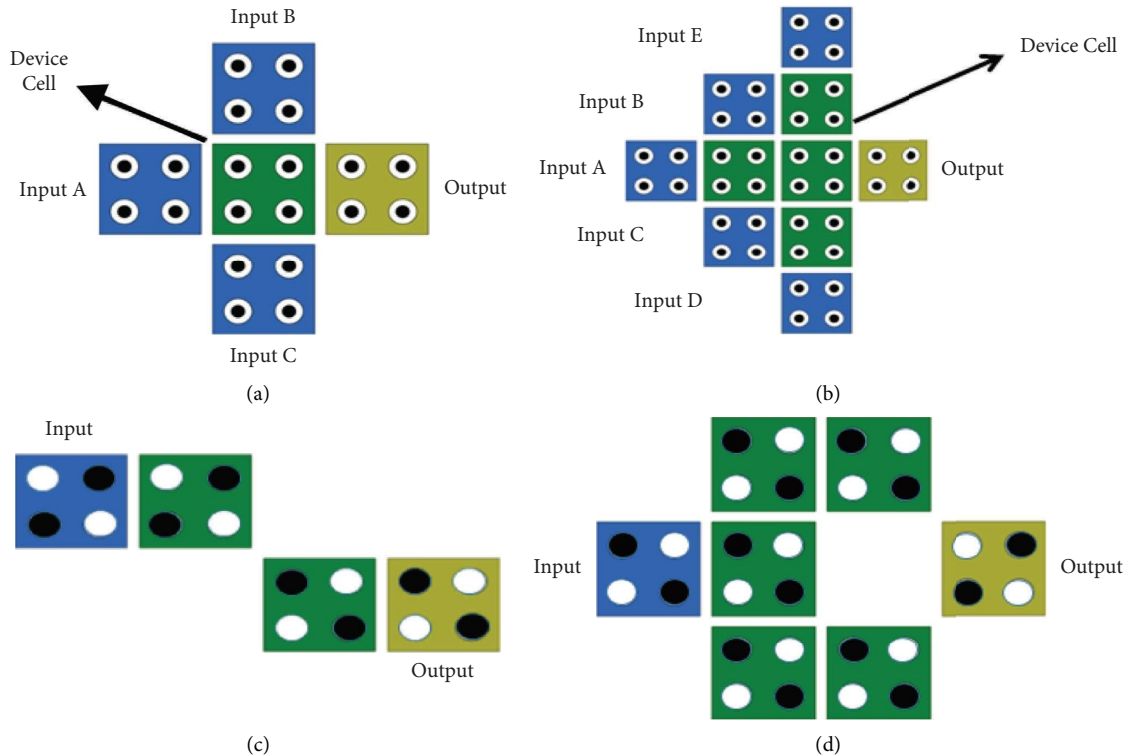 Input B
Device
Cell
Input A
Output
Input C
(a)
Input E
Device Cell
Input B
Input A
Output
Input C
Input D
(b)
Input
Output
(c)
Input
Output
(d)